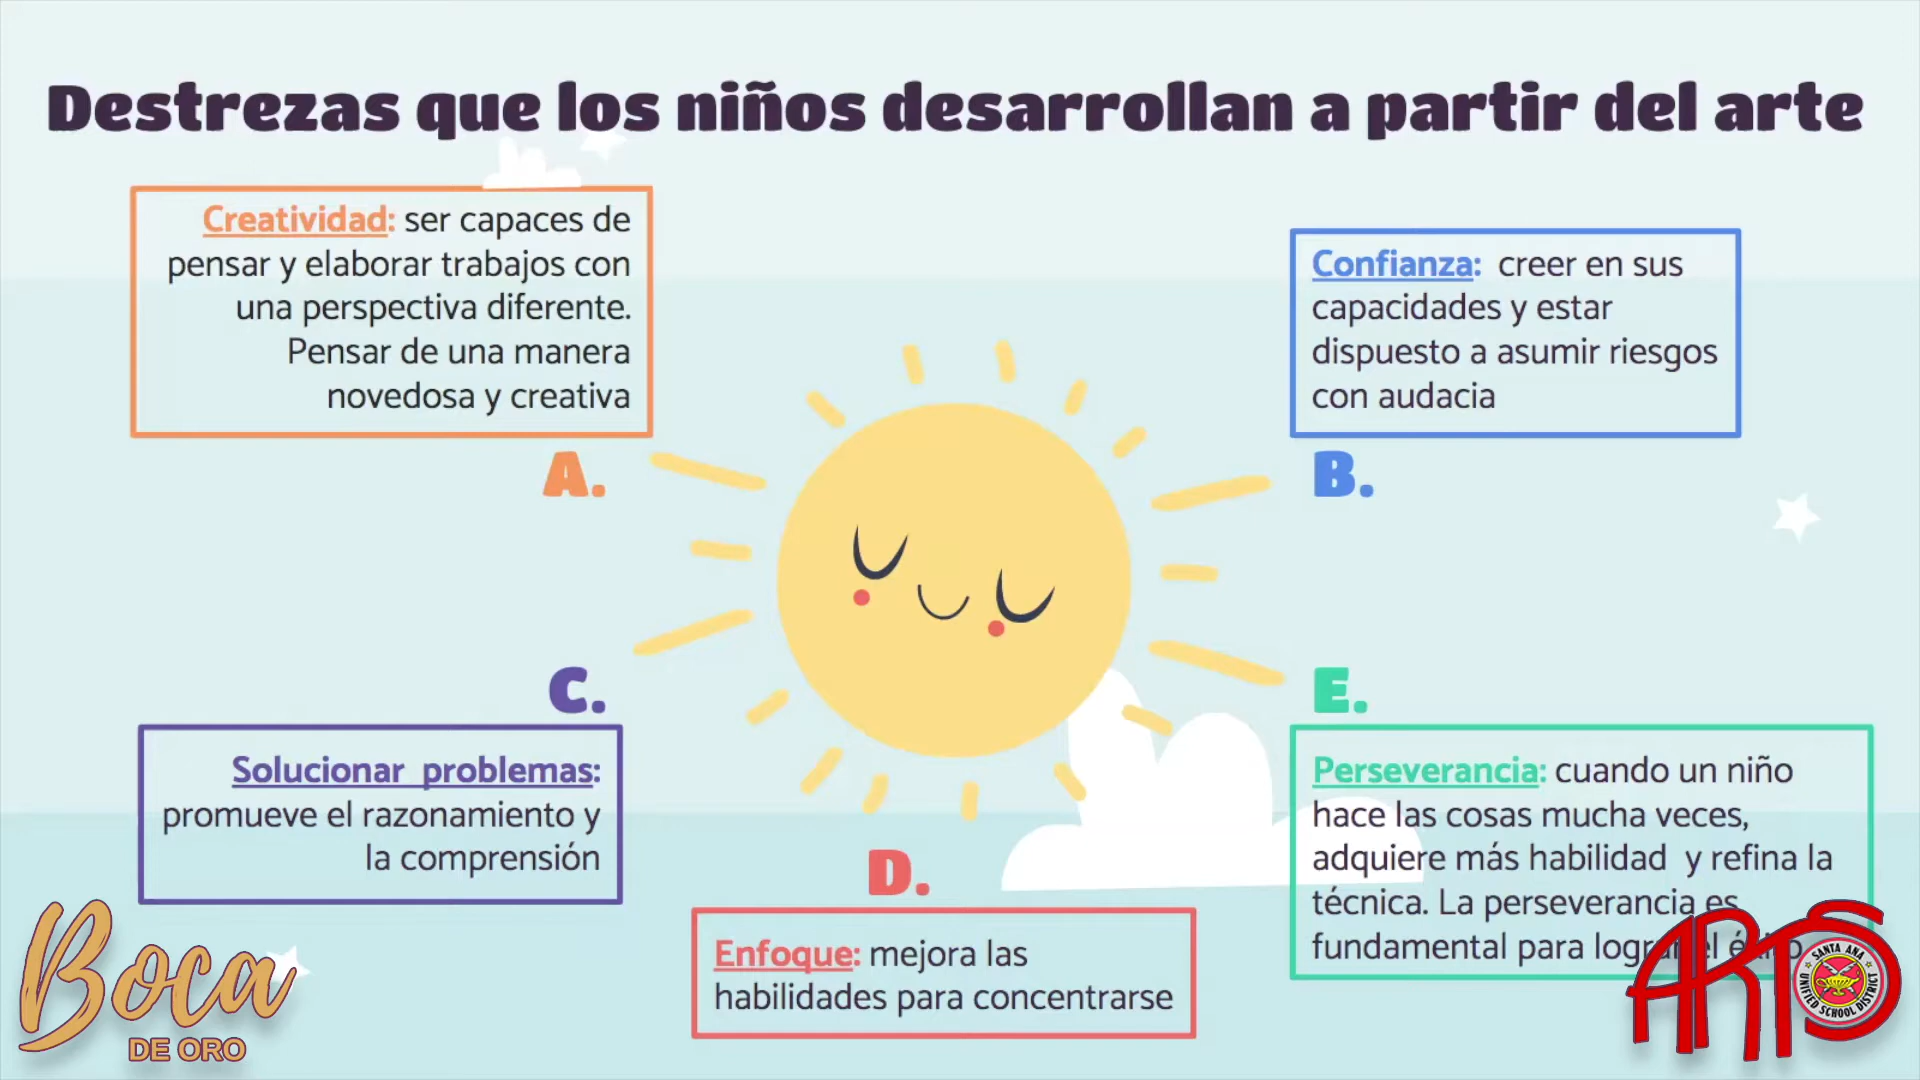 Destrezas que los niños desarrollan a partir del arte
Creatividad: ser capaces de
pensar y elaborar trabajos con
una perspectiva diferente.
Pensar de una manera
novedosa y creativa
A.
Confianza: creer en sus
capacidades y estar
dispuesto a asumir riesgos
con audacia
B.
C.
Solucionar problemas:
promueve el razonamiento y
la comprensión
D.
Enfoque: mejora las
habilidades para concentrarse
E.
Perseverancia: cuando un niño
hace las cosas mucha veces,
adquiere más habilidad y refina la
técnica. La perseverancia es
fundamental para lograr el éxito
Boca
DE ORO
ARTS
SANTA ANA
UNIFIED SCHOOL DISTRICT